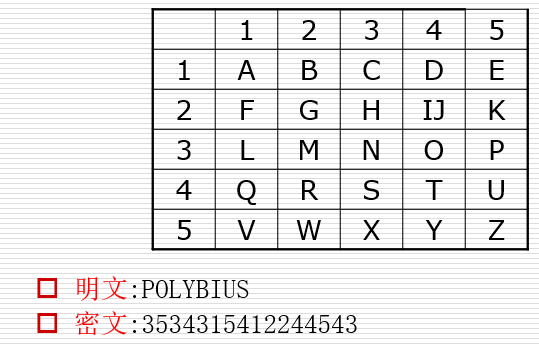 1 2 3 4 5
1 A B C D E
2 F G H IJ K
3 L M N O P
4 Q R S T U
5 V W X Y Z
明文:POLYBIUS
密文:3534315412244543